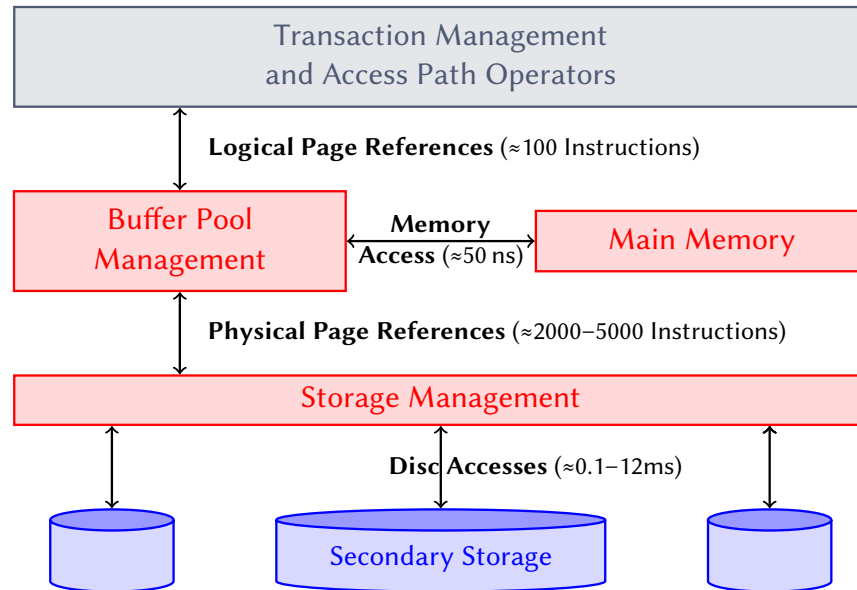 Transaction Management
and Access Path Operators
Logical Page References (≈100 Instructions)
Buffer Pool
Management
Memory
Access (≈50 ns)
Main Memory
Physical Page References (≈2000–5000 Instructions)
Storage Management
Disc Accesses (≈0.1–12ms)
Secondary Storage